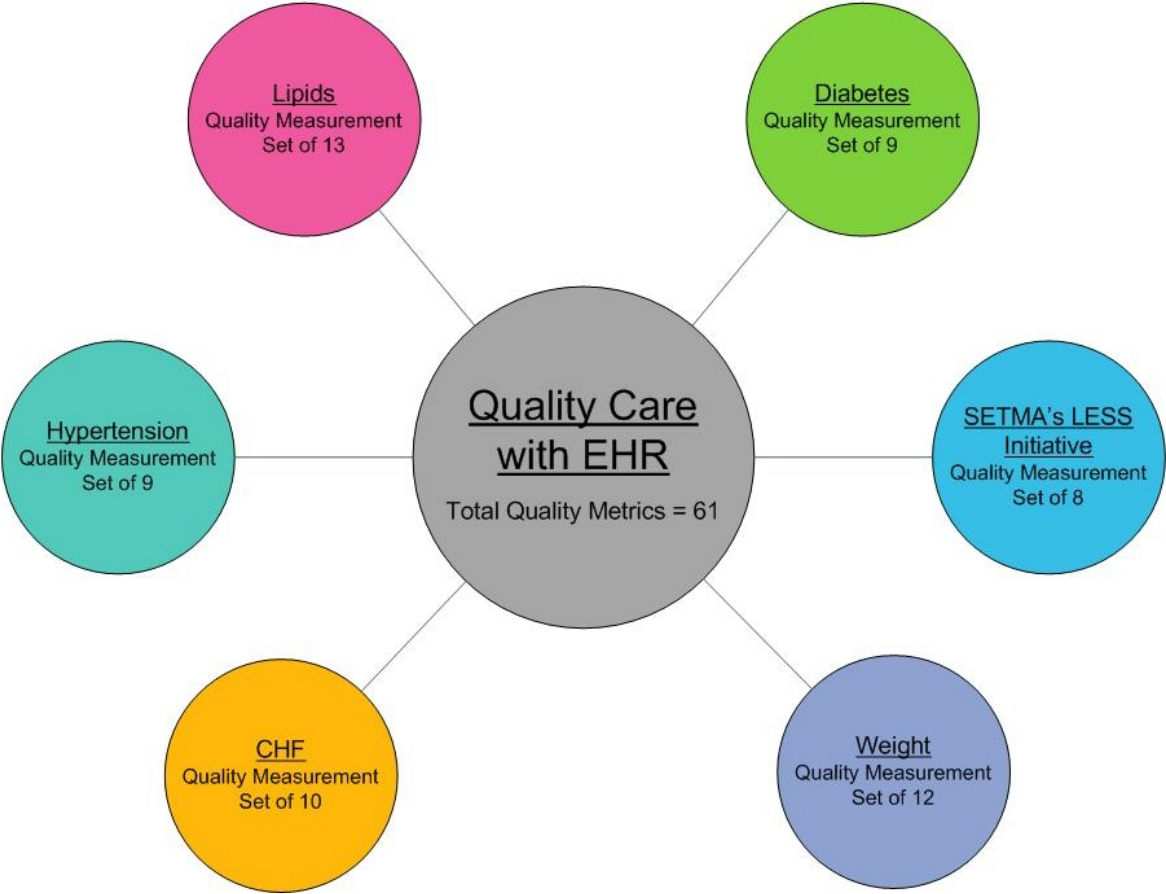 Lipids
Quality Measurement
Set of 13
Diabetes
Quality Measurement
Set of 9
Hypertension
Quality Measurement
Set of 9
Quality Care
with EHR
Total Quality Metrics = 61
SETMA's LESS
Initiative
Quality Measurement
Set of 8
CHF
Quality Measurement
Set of 10
Weight
Quality Measurement
Set of 12